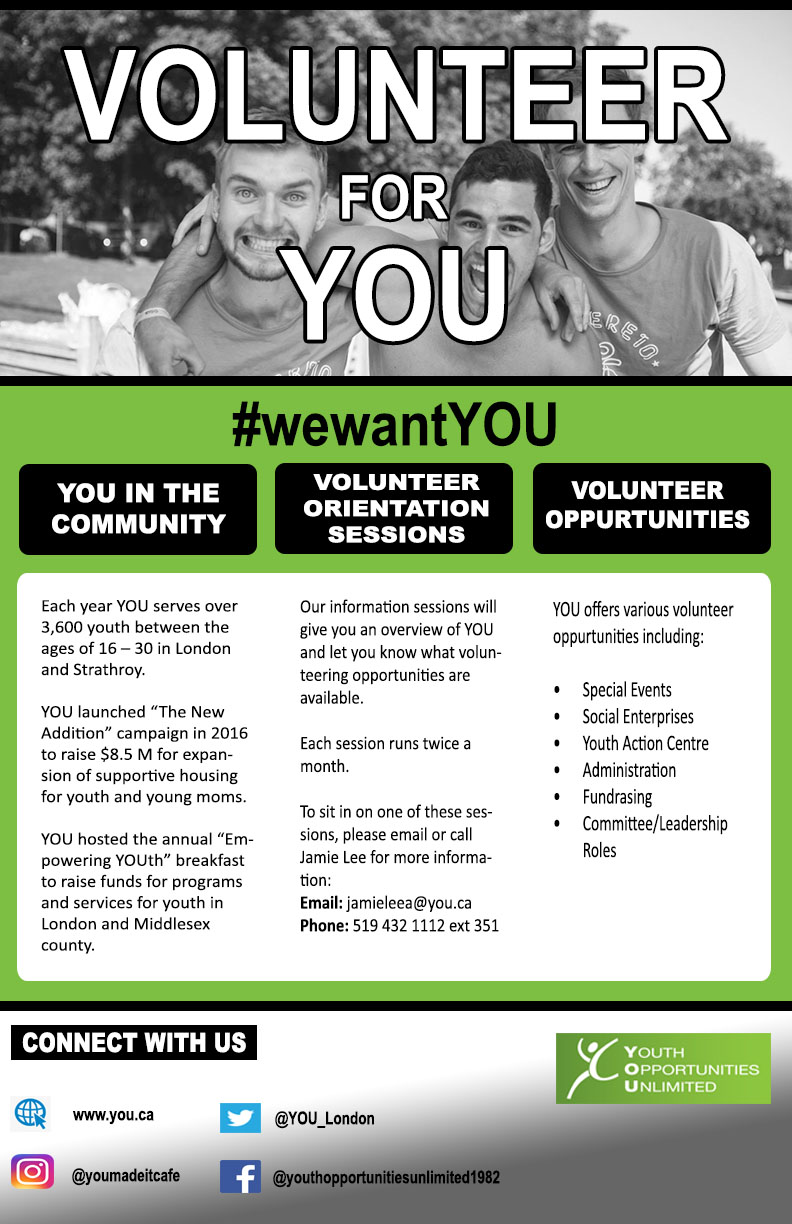 VOLUNTEER
FOR
YOU
#wewantYOU
YOU IN THE
COMMUNITY
Each year YOU serves over
3,600 youth between the
ages of 16 – 30 in London
and Strathroy.
YOU launched “The New
Addition” campaign in 2016
to raise $8.5 M for expan-
sion of supportive housing
for youth and young moms.
YOU hosted the annual “Em-
powering YOUth” breakfast
to raise funds for programs
and services for youth in
London and Middlesex
county.
VOLUNTEER
ORIENTATION
SESSIONS
Our information sessions will
give you an overview of YOU
and let you know what volun-
teering opportunities are
available.
Each session runs twice a
month.
To sit in on one of these ses-
sions, please email or call
Jamie Lee for more informa-
tion:
Email: jamieleea@you.ca
Phone: 519 432 1112 ext 351
VOLUNTEER
OPPURTUNITIES
YOU offers various volunteer
oppurtunities including:
• Special Events
• Social Enterprises
• Youth Action Centre
• Administration
• Fundrasing
• Committee/Leadership
Roles
CONNECT WITH US
www.you.ca
@YOU_London
@youmadeitcafe
@youthopportunitiesunlimited1982
YOUTH
OPPORTUNITIES
UNLIMITED